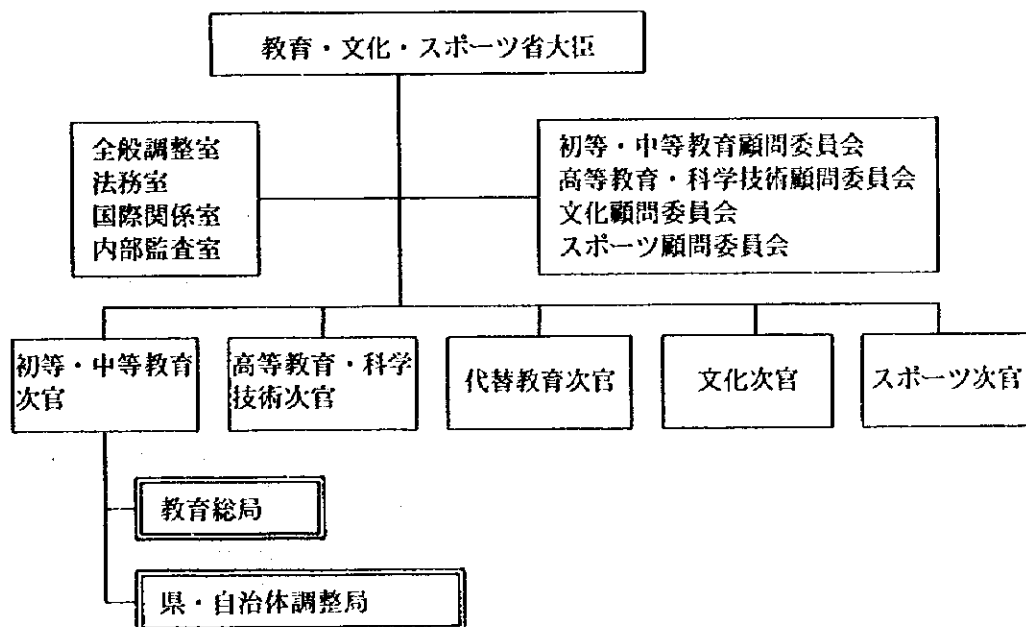 教育・文化・スポーツ省大臣
全般調整室
法務室
国際関係室
内部監査室
初等・中等教育顧問委員会
高等教育・科学技術顧問委員会
文化顧問委員会
スポーツ顧問委員会
初等・中等教育
次官
高等教育・科学
技術次官
代替教育次官
文化次官
スポーツ次官
教育総局
県・自治体調整局